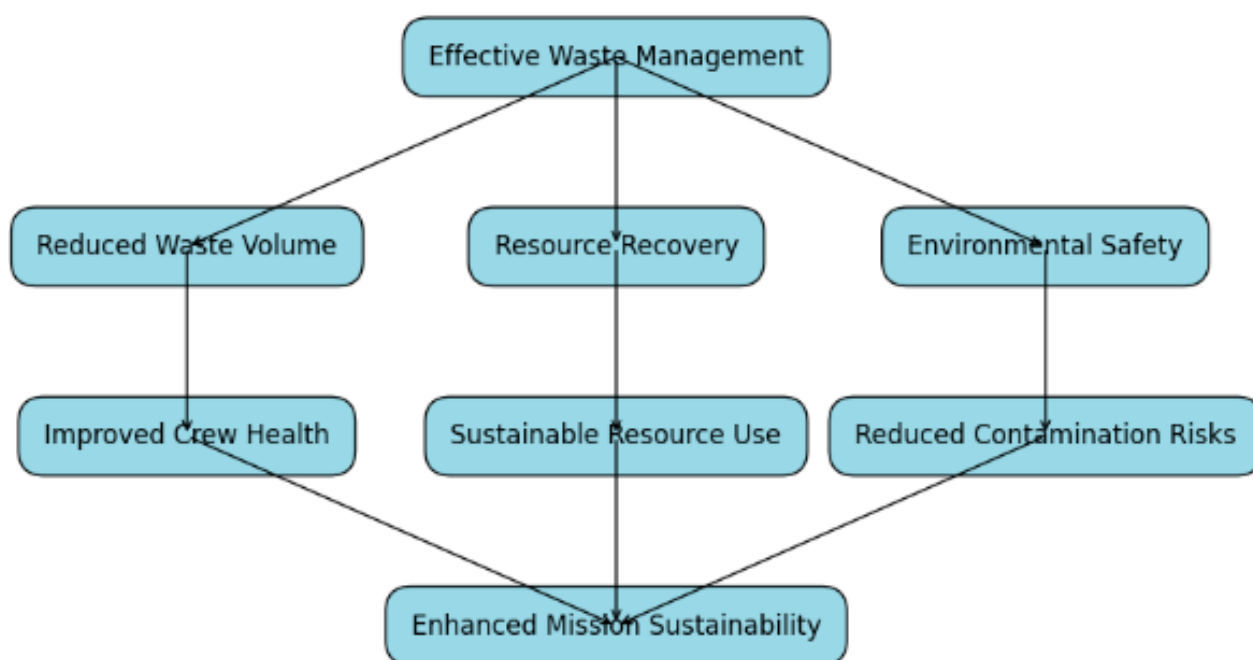 Effective Waste Management
Reduced Waste Volume
Resource Recovery
Environmental Safety
Improved Crew Health
Sustainable Resource Use
Reduced Contamination Risks
Enhanced Mission Sustainability